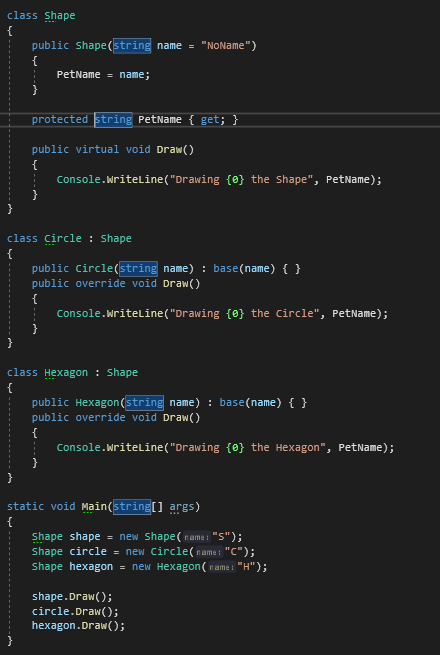 class Shape
{
    public Shape(string name = "NoName")
    {
        PetName = name;
    }

    protected string PetName { get; }

    public virtual void Draw()
    {
        Console.WriteLine("Drawing {0} the Shape", PetName);
    }
}

class Circle : Shape
{
    public Circle(string name) : base(name) { }
    public override void Draw()
    {
        Console.WriteLine("Drawing {0} the Circle", PetName);
    }
}

class Hexagon : Shape
{
    public Hexagon(string name) : base(name) { }
    public override void Draw()
    {
        Console.WriteLine("Drawing {0} the Hexagon", PetName);
    }
}

static void Main(string[] args)
{
    Shape shape = new Shape(name: "S");
    Shape circle = new Circle(name: "C");
    Shape hexagon = new Hexagon(name: "H");

    shape.Draw();
    circle.Draw();
    hexagon.Draw();
}